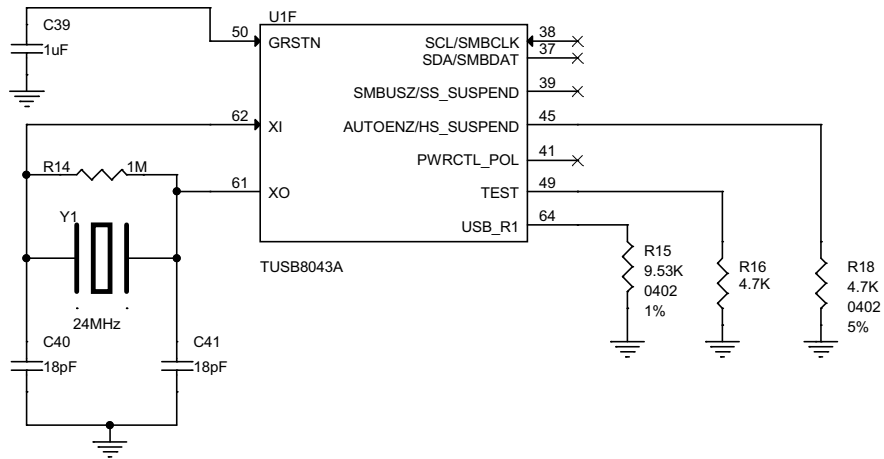 U1F
C39
1uF
50
GRSTN
SCL/SMBCLK
38
SDA/SMBDAT
37
SMBUSZ/SS_SUSPEND
39
62
XI
AUTOENZ/HS_SUSPEND
45
R14
1M
PWRCTL_POL
41
61
XO
TEST
49
Y1
USB_R1
64
TUSB8043A
R15
9.53K
0402
1%
R16
4.7K
R18
4.7K
0402
5%
24MHz
C40
18pF
C41
18pF